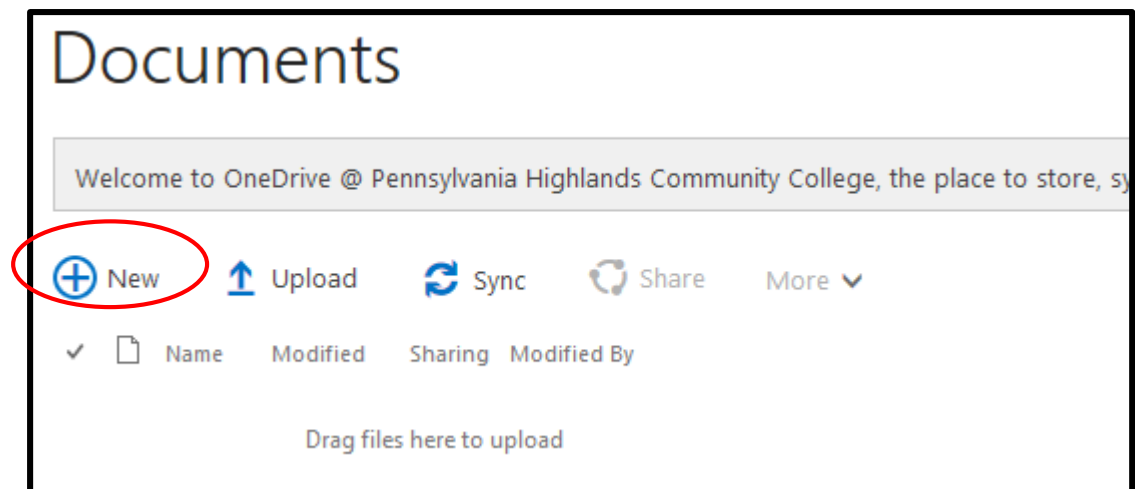 Documents
Welcome to OneDrive @ Pennsylvania Highlands Community College, the place to store, sy
New Upload Sync Share More
Name Modified Sharing Modified By
Drag files here to upload